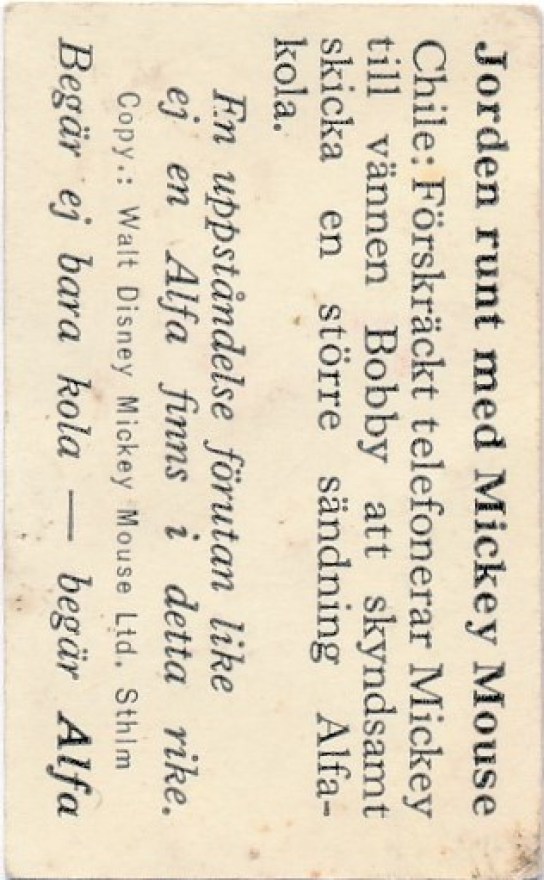 Jorden runt med Mickey Mouse
Chile: Förskräckt telefonerar Mickey
till vännen Bobby att skyndsamt
skicka en större sändning Alfa-
kola.
En uppståndelse förutan like
ej en Alfa finns i detta rike.
Copy.: Walt Disney Mickey Mouse Ltd. Sthlm
Begär ej bara kola — begär Alfa